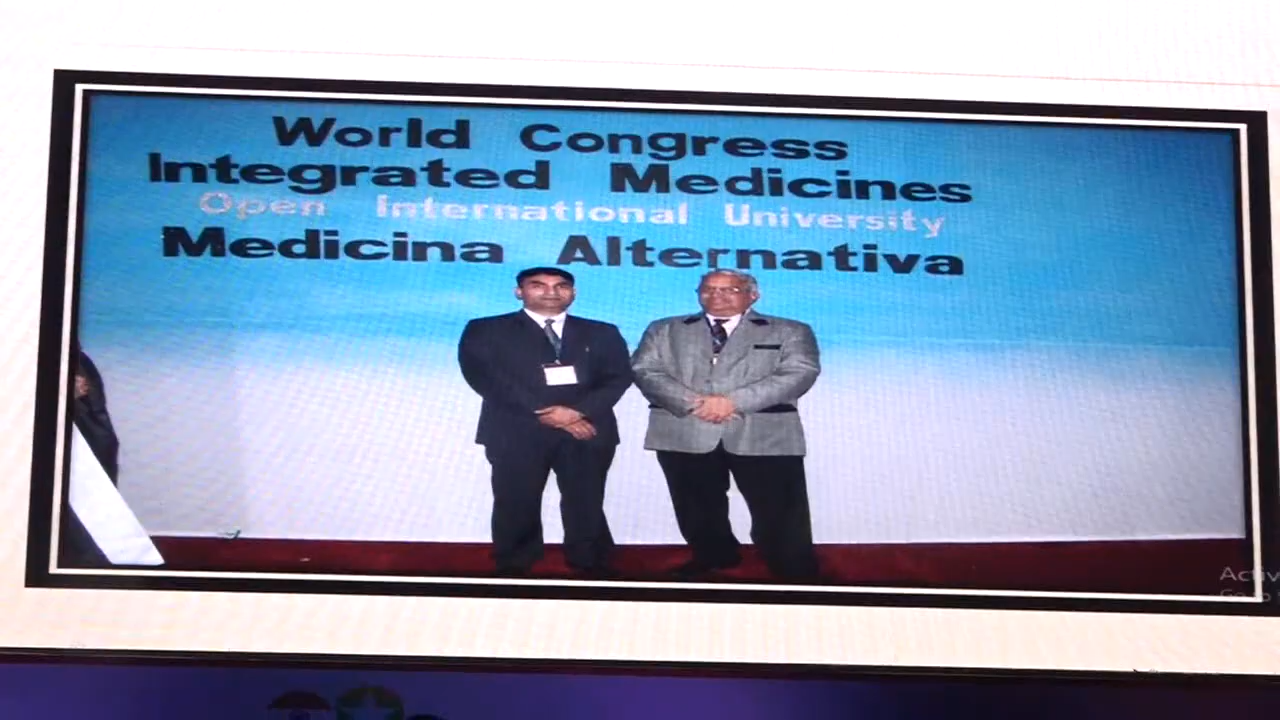 World Congress
Integrated Medicines
Open International University
Medicina Alternativa